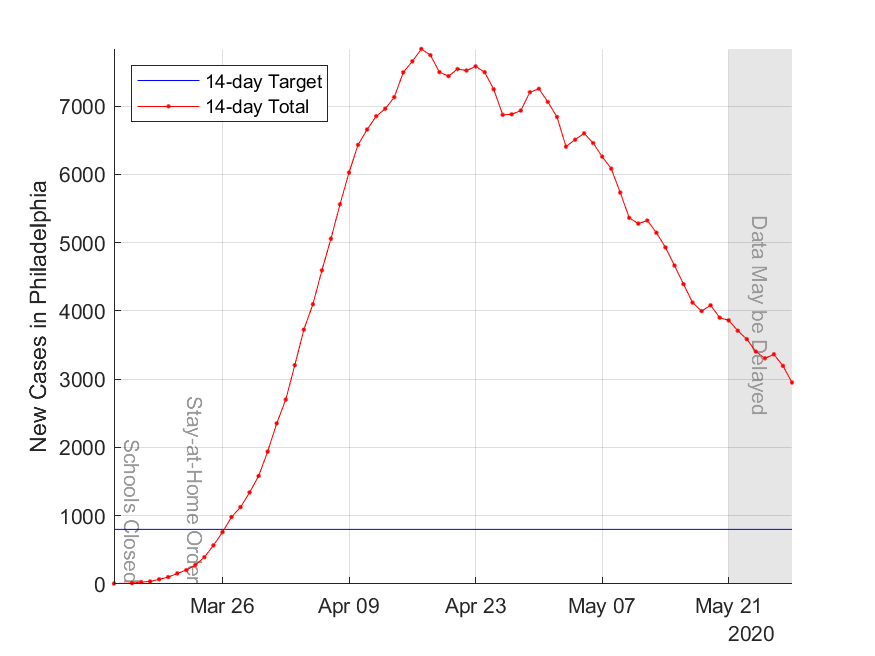 14-day Target
14-day Total
New Cases in Philadelphia
7000
6000
5000
4000
3000
2000
1000
0
Schools Closed
Stay-at-Home Order
Data May be Delayed
Mar 26
Apr 09
Apr 23
May 07
May 21
2020